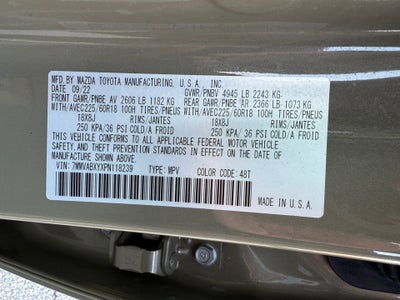 MFD BY MAZDA TOYOTA MANUFACTURING, U.S.A., INC.
DATE 09/22 GVWR/PNBV 4945 LB 2243 KG
FRONT GAWR/PNBE AV 2606 LB 1182 KG REAR GAWR/PNBE AR 2366 LB 1073 KG
WITH/AVEC225/60R18 100H TIRES/PNEUS WITH/AVEC225/60R18 100H TIRES/PNEUS
18X8J RIMS/JANTES 18X8J RIMS/JANTES
250 KPA/36 PSI COLD/A FROID 250 KPA/ 36 PSI COLD/A FROID
THIS VEHICLE CONFORMS TO ALL APPLICABLE FEDERAL MOTOR VEHICLE
SAFETY, BUMPER, AND THEFT PREVENTION STANDARDS IN EFFECT ON
THE DATE OF MANUFACTURE SHOWN ABOVE.
VIN: 7MMVABXYXPN118239 TYPE: MPV COLOR CODE: 48T
MADE IN U.S.A.